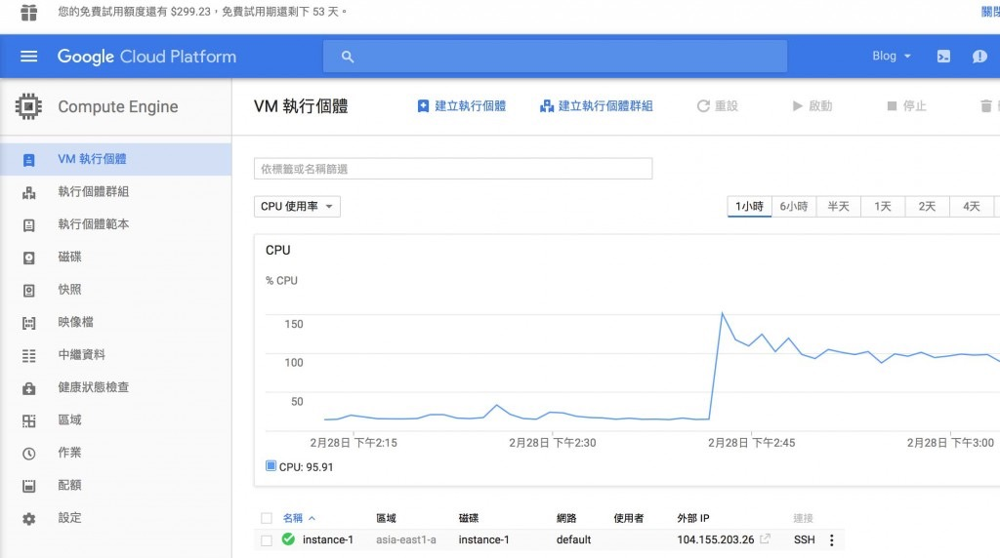 您的免費試用額度還有 $299.23，免費試用期還剩下 53 天。 關閉
Google Cloud Platform Blog
Compute Engine VM 執行個體 建立執行個體 建立執行個體群組 重設 啟動 停止
VM 執行個體
執行個體群組
執行個體範本
磁碟
快照
映像檔
中繼資料
健康狀態檢查
區域
作業
配額
設定
依標籤或名稱篩選
CPU 使用率 1小時 6小時 半天 1天 2天 4天
CPU
% CPU
150
100
50
2月28日 下午2:15 2月28日 下午2:30 2月28日 下午2:45 2月28日 下午3:00
CPU: 95.91
名稱 區域 磁碟 網路 使用者 外部 IP 連接
instance-1 asia-east1-a instance-1 default 104.155.203.26 SSH